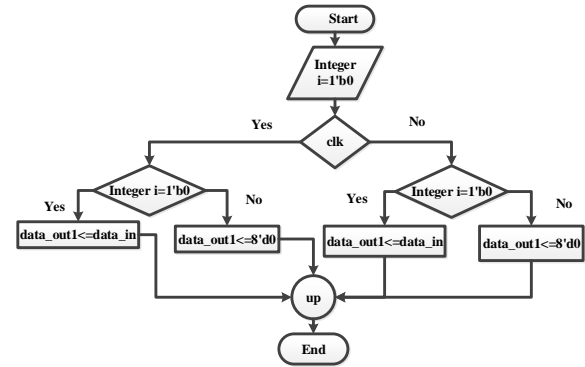 Start
Integer
i=1'b0
Yes
No
clk
Integer i=1'b0
Integer i=1'b0
Yes
No
Yes
No
data_out1<=data_in
data_out1<=8'd0
data_out1<=data_in
data_out1<=8'd0
up
End